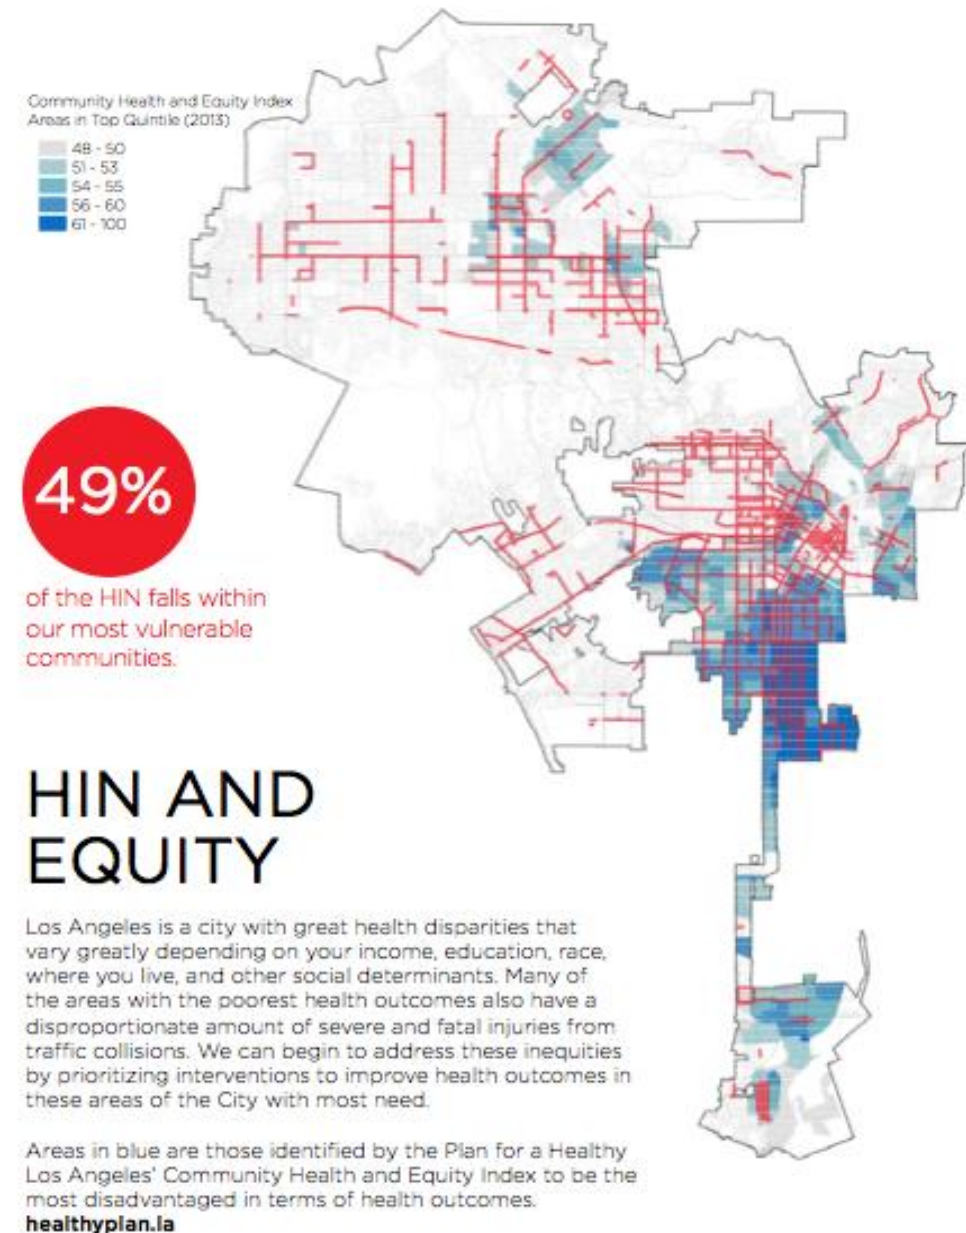 Community Health and Equity Index
Areas in Top Quintile (2013)
48 - 50
51 - 53
54 - 55
56 - 60
61 - 100
49%
of the HIN falls within
our most vulnerable
communities.
HIN AND
EQUITY
Los Angeles is a city with great health disparities that
vary greatly depending on your income, education, race,
where you live, and other social determinants. Many of
the areas with the poorest health outcomes also have a
disproportionate amount of severe and fatal injuries from
traffic collisions. We can begin to address these inequities
by prioritizing interventions to improve health outcomes in
these areas of the City with most need.
Areas in blue are those identified by the Plan for a Healthy
Los Angeles' Community Health and Equity Index to be the
most disadvantaged in terms of health outcomes.
healthyplan.la